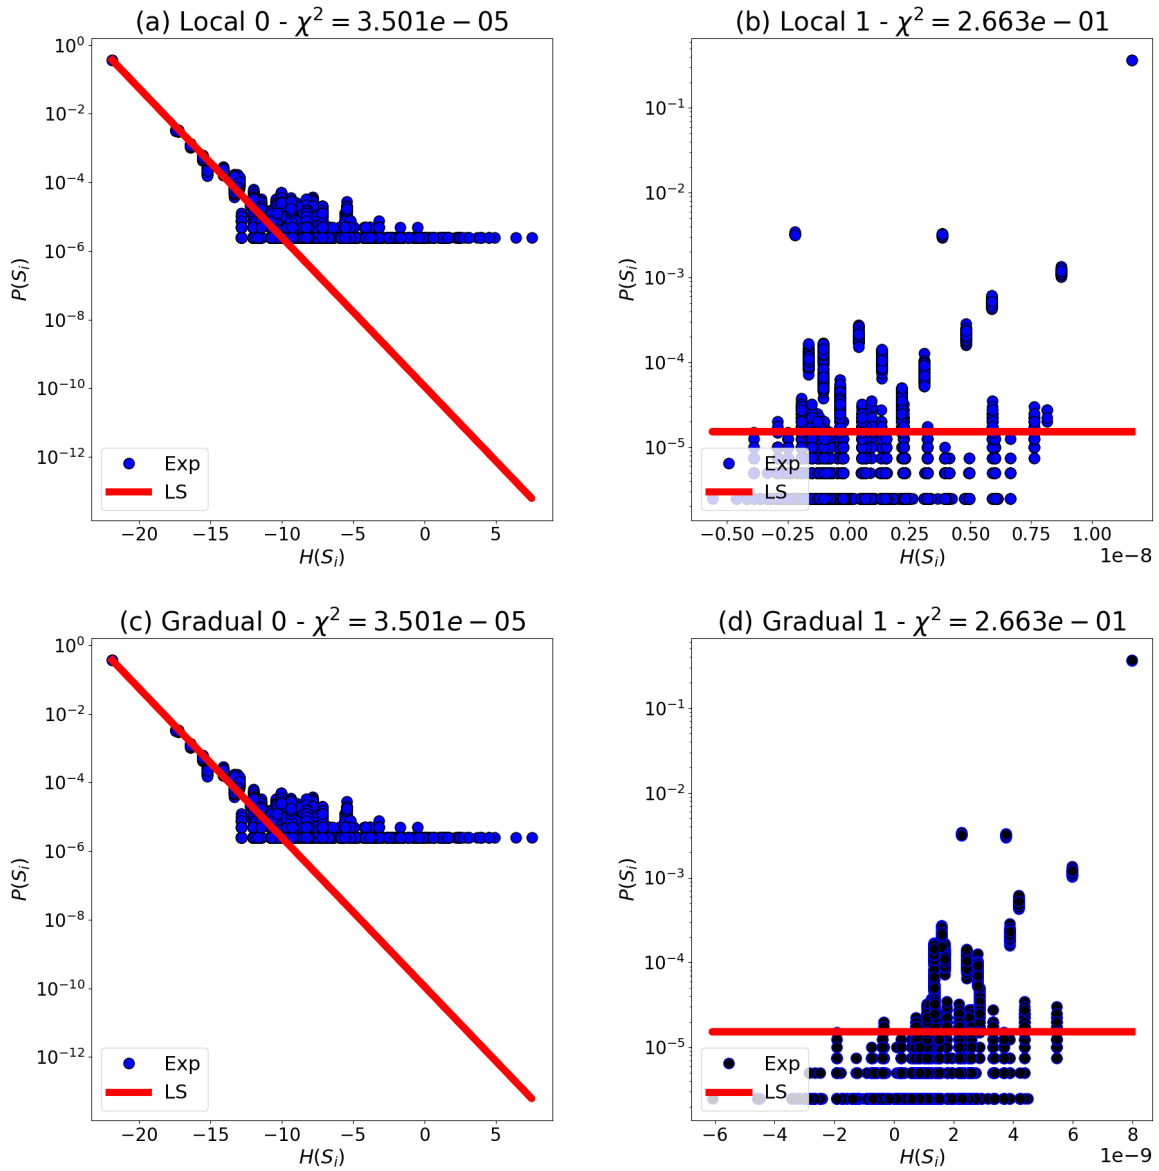 (a) Local 0 - χ² = 3.501e − 05
10⁰
10⁻²
10⁻⁴
10⁻⁶
10⁻⁸
10⁻¹⁰
10⁻¹²
P(Sᵢ)
Exp
LS
−20 −15 −10 −5 0 5
H(Sᵢ)
(b) Local 1 - χ² = 2.663e − 01
10⁻¹
10⁻²
10⁻³
10⁻⁴
10⁻⁵
P(Sᵢ)
Exp
LS
−0.50 −0.25 0.00 0.25 0.50 0.75 1.00
H(Sᵢ) 1e−8
(c) Gradual 0 - χ² = 3.501e − 05
10⁰
10⁻²
10⁻⁴
10⁻⁶
10⁻⁸
10⁻¹⁰
10⁻¹²
P(Sᵢ)
Exp
LS
−20 −15 −10 −5 0 5
H(Sᵢ)
(d) Gradual 1 - χ² = 2.663e − 01
10⁻¹
10⁻²
10⁻³
10⁻⁴
10⁻⁵
P(Sᵢ)
Exp
LS
−6 −4 −2 0 2 4 6 8
H(Sᵢ) 1e−9